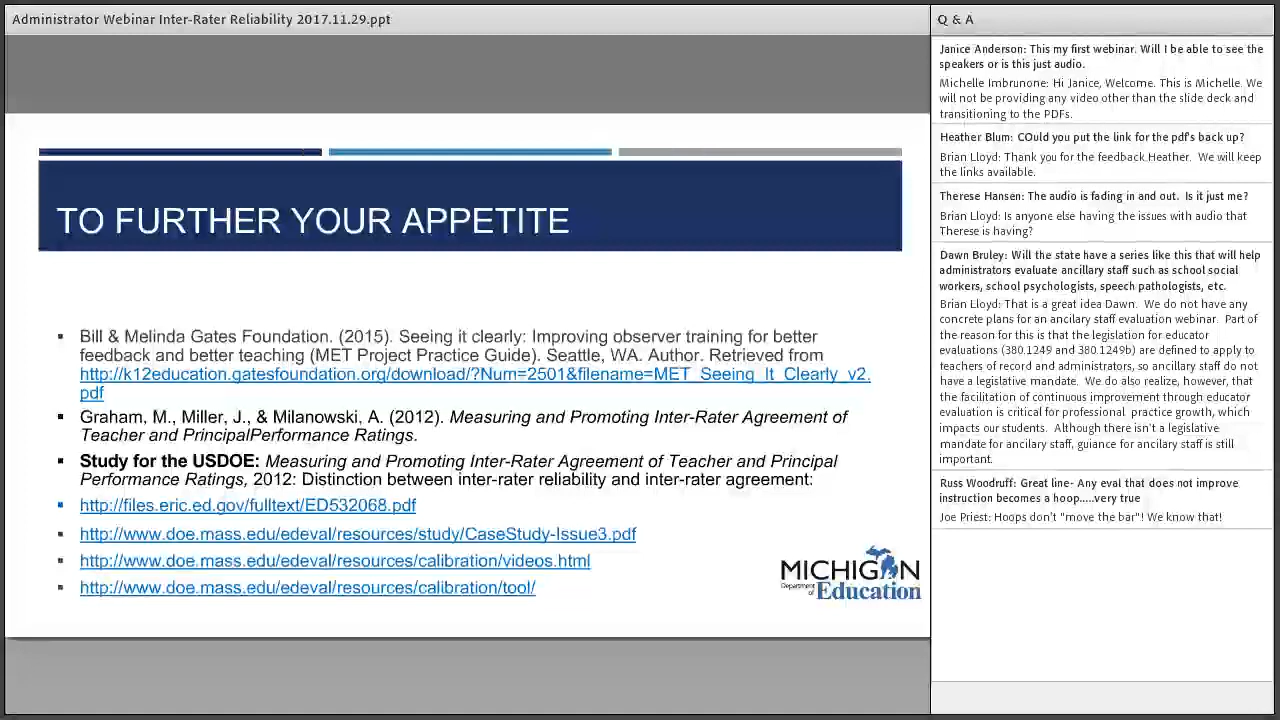 Administrator Webinar Inter-Rater Reliability 2017.11.29.ppt
TO FURTHER YOUR APPETITE
▪ Bill & Melinda Gates Foundation. (2015). Seeing it clearly: Improving observer training for better
feedback and better teaching (MET Project Practice Guide). Seattle, WA. Author. Retrieved from
http://k12education.gatesfoundation.org/download/?Num=2501&filename=MET_Seeing_It_Clearly_v2.
pdf
▪ Graham, M., Miller, J., & Milanowski, A. (2012). Measuring and Promoting Inter-Rater Agreement of
Teacher and PrincipalPerformance Ratings.
▪ Study for the USDOE: Measuring and Promoting Inter-Rater Agreement of Teacher and Principal
Performance Ratings, 2012: Distinction between inter-rater reliability and inter-rater agreement:
▪ http://files.eric.ed.gov/fulltext/ED532068.pdf
▪ http://www.doe.mass.edu/edeval/resources/study/CaseStudy-Issue3.pdf
▪ http://www.doe.mass.edu/edeval/resources/calibration/videos.html
▪ http://www.doe.mass.edu/edeval/resources/calibration/tool/
MICHIGAN
Department of Education
Q & A
Janice Anderson: This my first webinar. Will I be able to see the
speakers or is this just audio.
Michelle Imbrunone: Hi Janice, Welcome. This is Michelle. We
will not be providing any video other than the slide deck and
transitioning to the PDFs.
Heather Blum: COuld you put the link for the pdf's back up?
Brian Lloyd: Thank you for the feedback Heather. We will keep
the links available.
Therese Hansen: The audio is fading in and out. Is it just me?
Brian Lloyd: Is anyone else having the issues with audio that
Therese is having?
Dawn Bruley: Will the state have a series like this that will help
administrators evaluate ancillary staff such as school social
workers, school psychologists, speech pathologists, etc.
Brian Lloyd: That is a great idea Dawn. We do not have any
concrete plans for an ancilary staff evaluation webinar. Part of
the reason for this is that the legislation for educator
evaluations (380.1249 and 380.1249b) are defined to apply to
teachers of record and administrators, so ancillary staff do not
have a legislative mandate. We do also realize, however, that
the facilitation of continuous improvement through educator
evaluation is critical for professional practice growth, which
impacts our students. Although there isn't a legislative
mandate for ancilary staff, guiance for ancilary staff is still
important.
Russ Woodruff: Great line- Any eval that does not improve
instruction becomes a hoop.....very true
Joe Priest: Hoops don't "move the bar"! We know that!